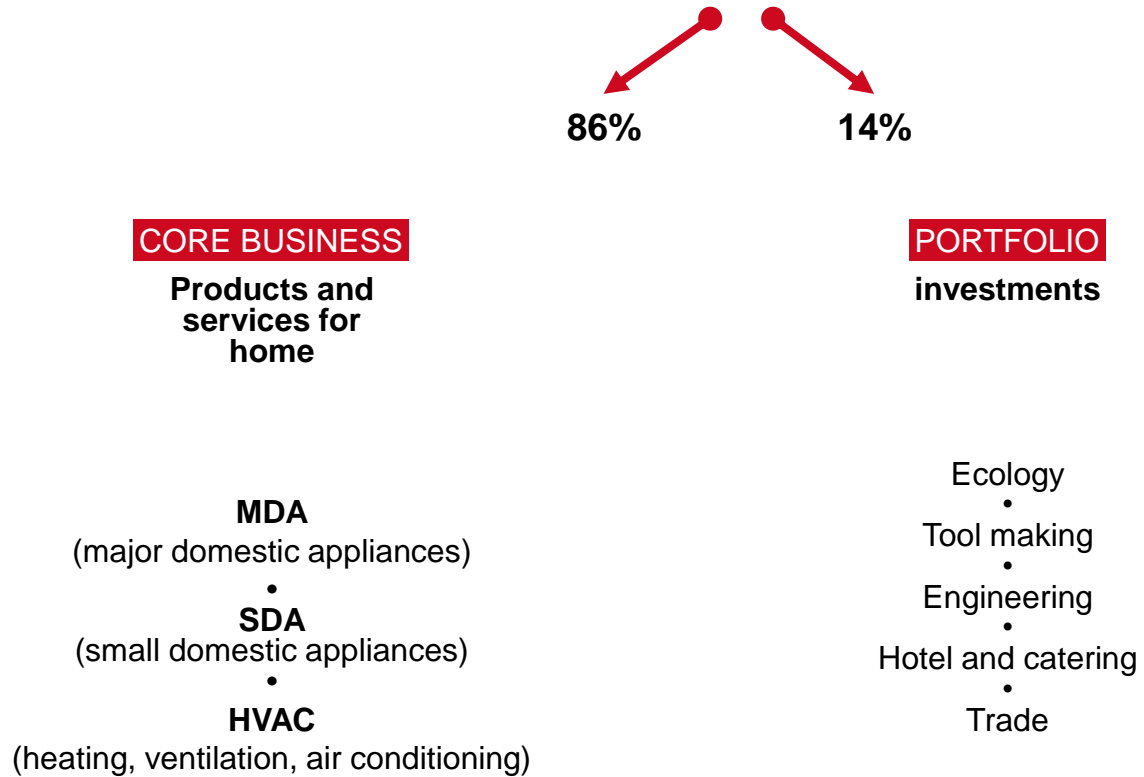 86%
14%
CORE BUSINESS
Products and
services for
home
MDA
(major domestic appliances)
•
SDA
(small domestic appliances)
•
HVAC
(heating, ventilation, air conditioning)
PORTFOLIO
investments
Ecology
•
Tool making
•
Engineering
•
Hotel and catering
•
Trade